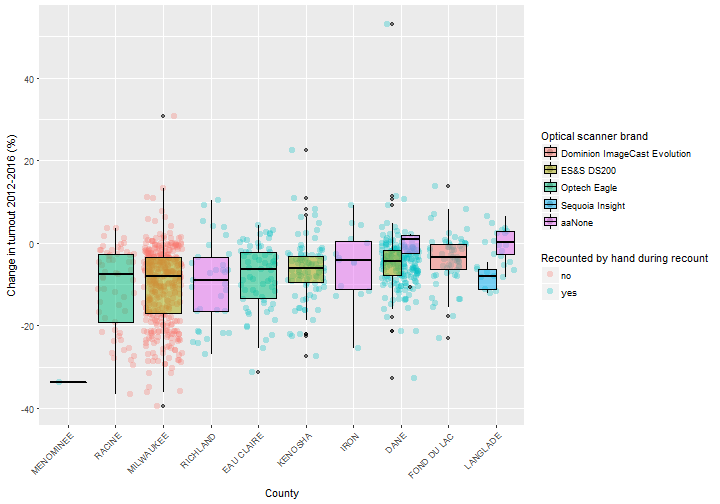 Change in turnout 2012-2016 (%)
40
20
0
-20
-40
MENOMINEE
RACINE
MILWAUKEE
RICHLAND
EAU CLAIRE
KENOSHA
IRON
DANE
FOND DU LAC
LANGLADE
County
Optical scanner brand
Dominion ImageCast Evolution
ES&S DS200
Optech Eagle
Sequoia Insight
aaNone
Recounted by hand during recount
no
yes